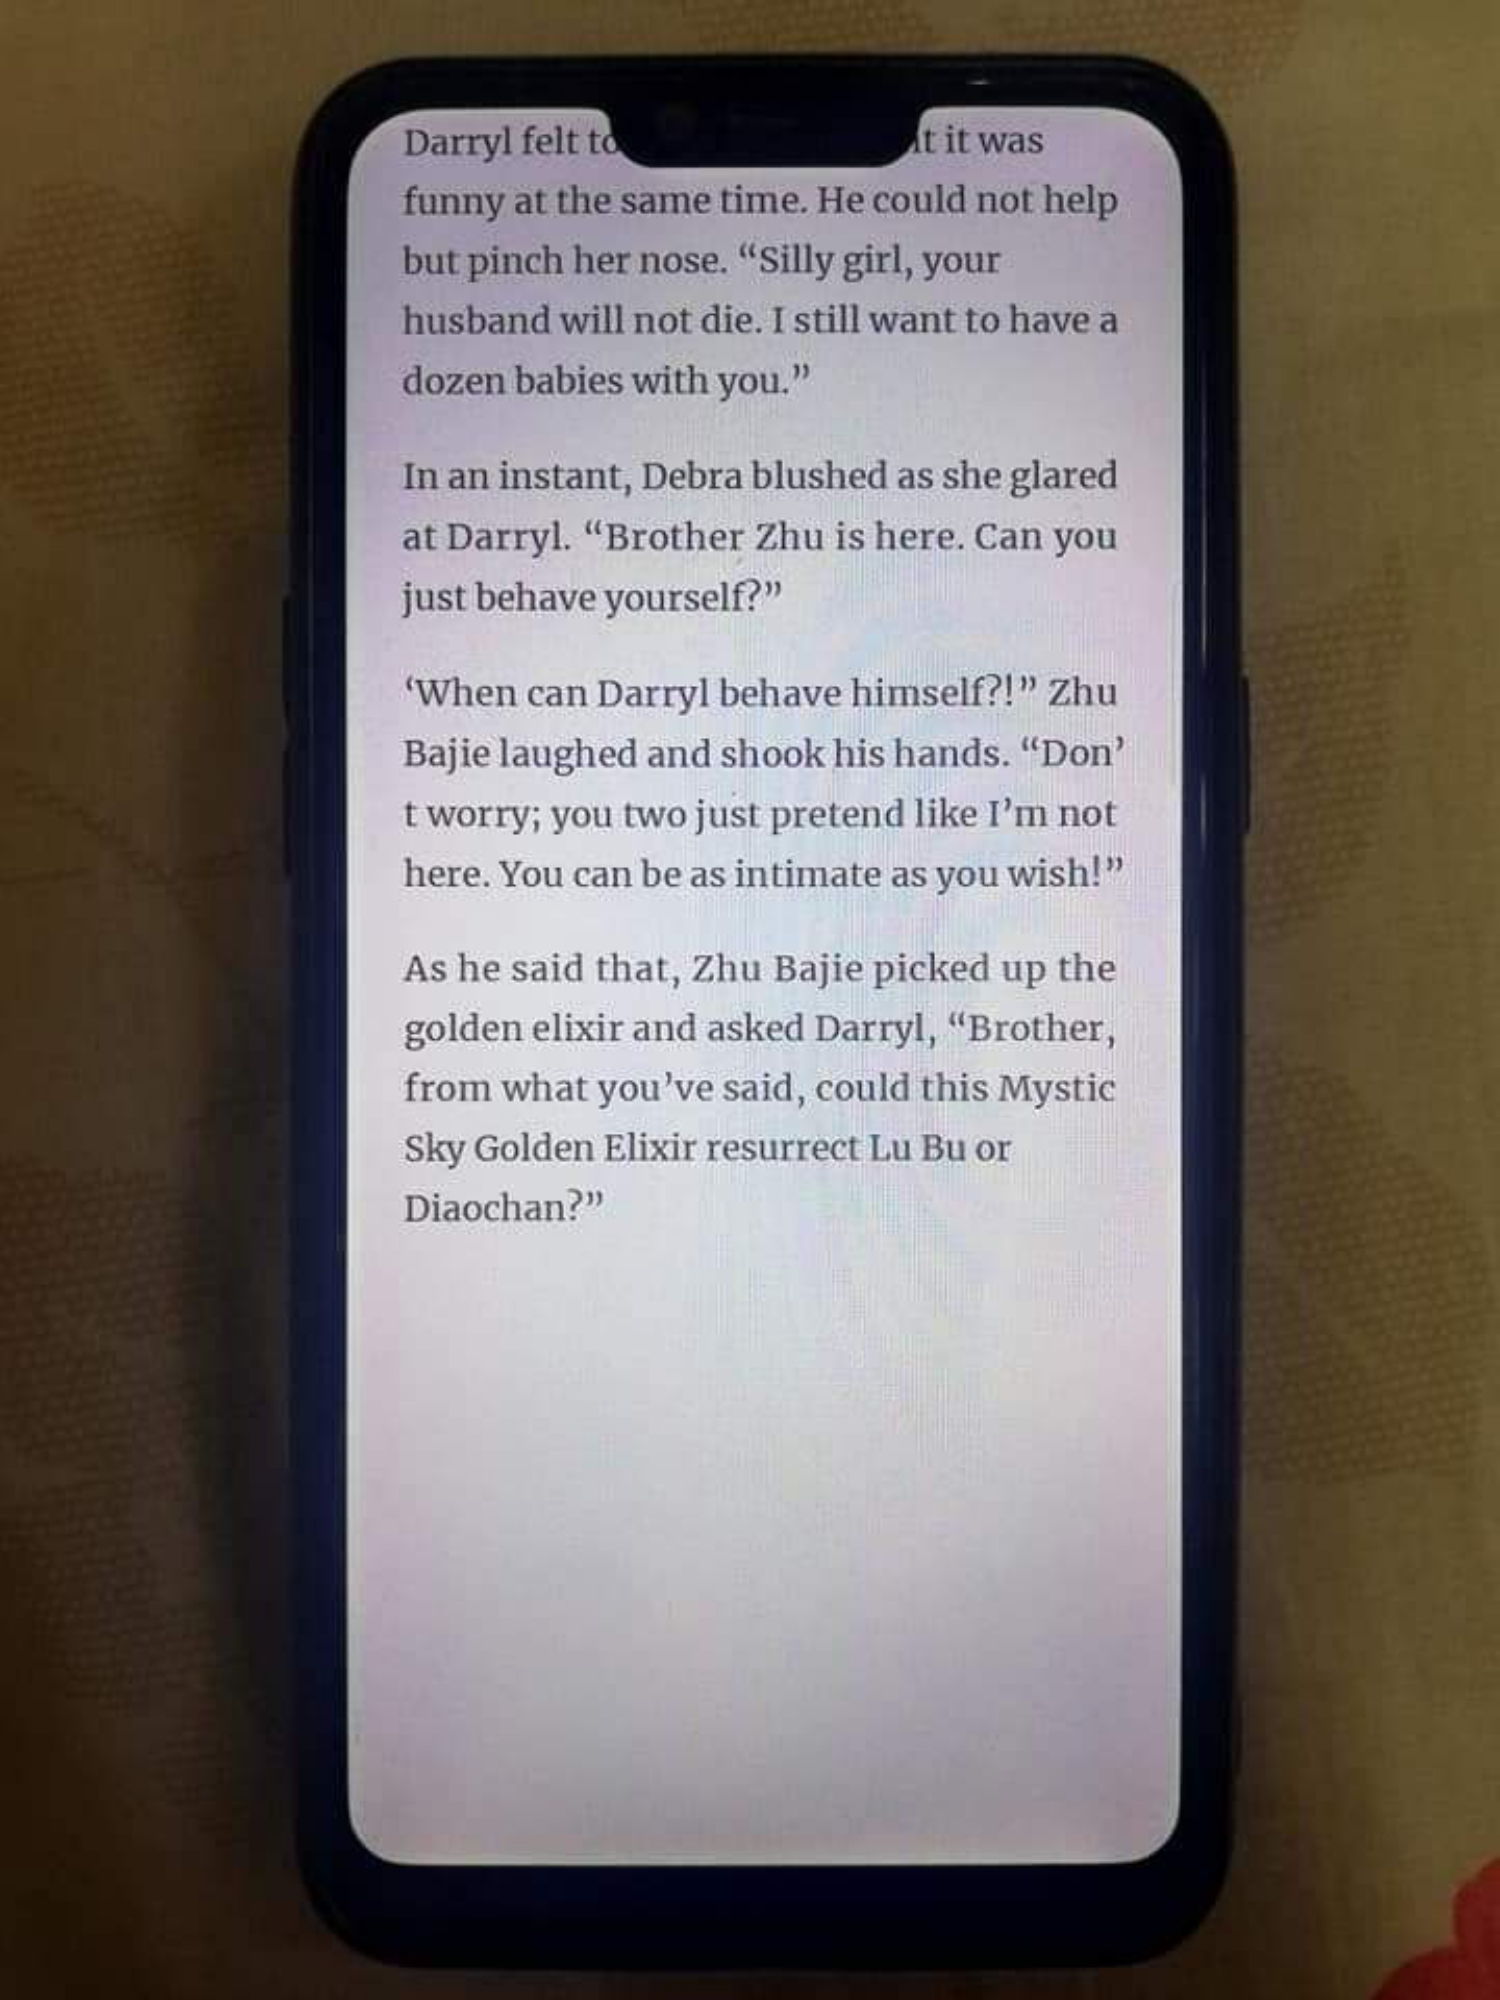 Darryl felt it was
funny at the same time. He could not help
but pinch her nose. “Silly girl, your
husband will not die. I still want to have a
dozen babies with you.”
In an instant, Debra blushed as she glared
at Darryl. “Brother Zhu is here. Can you
just behave yourself?”
‘When can Darryl behave himself?!” Zhu
Bajie laughed and shook his hands. “Don’
t worry; you two just pretend like I’m not
here. You can be as intimate as you wish!”
As he said that, Zhu Bajie picked up the
golden elixir and asked Darryl, “Brother,
from what you’ve said, could this Mystic
Sky Golden Elixir resurrect Lu Bu or
Diaochan?”